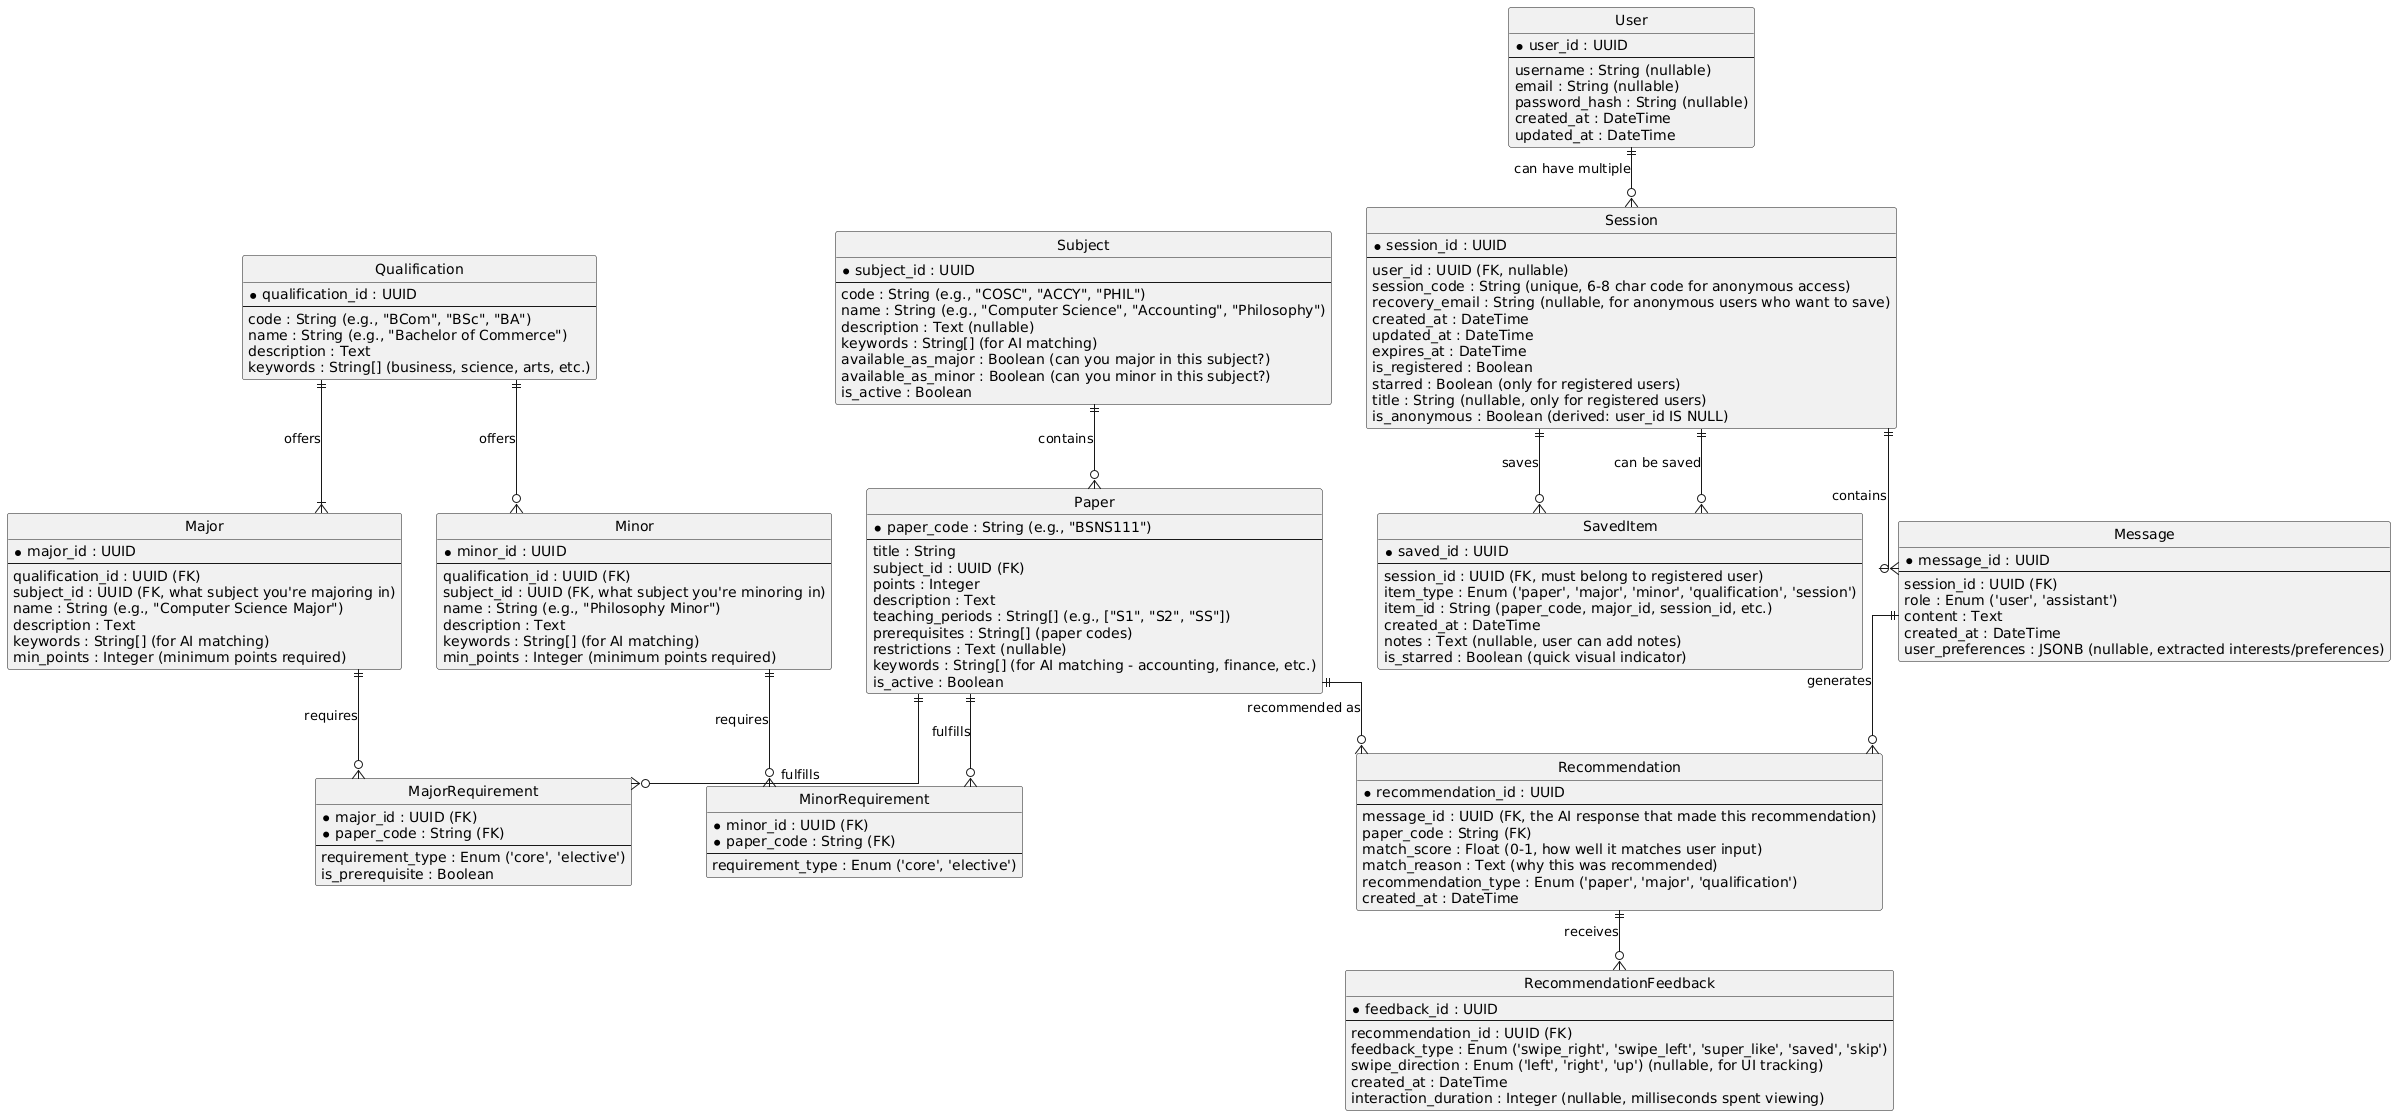 User
user_id : UUID
username : String (nullable)
email : String (nullable)
password_hash : String (nullable)
created_at : DateTime
updated_at : DateTime
can have multiple
Session
session_id : UUID
user_id : UUID (FK, nullable)
session_code : String (unique, 6-8 char code for anonymous access)
recovery_email : String (nullable, for anonymous users who want to save)
created_at : DateTime
updated_at : DateTime
expires_at : DateTime
is_registered : Boolean
starred : Boolean (only for registered users)
title : String (nullable, only for registered users)
is_anonymous : Boolean (derived: user_id IS NULL)
Subject
subject_id : UUID
code : String (e.g., "COSC", "ACCY", "PHIL")
name : String (e.g., "Computer Science", "Accounting", "Philosophy")
description : Text (nullable)
keywords : String[] (for AI matching)
available_as_major : Boolean (can you major in this subject?)
available_as_minor : Boolean (can you minor in this subject?)
is_active : Boolean
Qualification
qualification_id : UUID
code : String (e.g., "BCom", "BSc", "BA")
name : String (e.g., "Bachelor of Commerce")
description : Text
keywords : String[] (business, science, arts, etc.)
offers
offers
contains
saves
can be saved
contains
Major
major_id : UUID
qualification_id : UUID (FK)
subject_id : UUID (FK, what subject you're majoring in)
name : String (e.g., "Computer Science Major")
description : Text
keywords : String[] (for AI matching)
min_points : Integer (minimum points required)
Minor
minor_id : UUID
qualification_id : UUID (FK)
subject_id : UUID (FK, what subject you're minoring in)
name : String (e.g., "Philosophy Minor")
description : Text
keywords : String[] (for AI matching)
min_points : Integer (minimum points required)
Paper
paper_code : String (e.g., "BSNS111")
title : String
subject_id : UUID (FK)
points : Integer
description : Text
teaching_periods : String[] (e.g., ["S1", "S2", "SS"])
prerequisites : String[] (paper codes)
restrictions : Text (nullable)
keywords : String[] (for AI matching - accounting, finance, etc.)
is_active : Boolean
SavedItem
saved_id : UUID
session_id : UUID (FK, must belong to registered user)
item_type : Enum ('paper', 'major', 'minor', 'qualification', 'session')
item_id : String (paper_code, major_id, session_id, etc.)
created_at : DateTime
notes : Text (nullable, user can add notes)
is_starred : Boolean (quick visual indicator)
Message
message_id : UUID
session_id : UUID (FK)
role : Enum ('user', 'assistant')
content : Text
created_at : DateTime
user_preferences : JSONB (nullable, extracted interests/preferences)
requires
requires
fulfills
fulfills
recommended as
generates
MajorRequirement
major_id : UUID (FK)
paper_code : String (FK)
requirement_type : Enum ('core', 'elective')
is_prerequisite : Boolean
MinorRequirement
minor_id : UUID (FK)
paper_code : String (FK)
requirement_type : Enum ('core', 'elective')
Recommendation
recommendation_id : UUID
message_id : UUID (FK, the AI response that made this recommendation)
paper_code : String (FK)
match_score : Float (0-1, how well it matches user input)
match_reason : Text (why this was recommended)
recommendation_type : Enum ('paper', 'major', 'qualification')
created_at : DateTime
receives
RecommendationFeedback
feedback_id : UUID
recommendation_id : UUID (FK)
feedback_type : Enum ('swipe_right', 'swipe_left', 'super_like', 'saved', 'skip')
swipe_direction : Enum ('left', 'right', 'up') (nullable, for UI tracking)
created_at : DateTime
interaction_duration : Integer (nullable, milliseconds spent viewing)